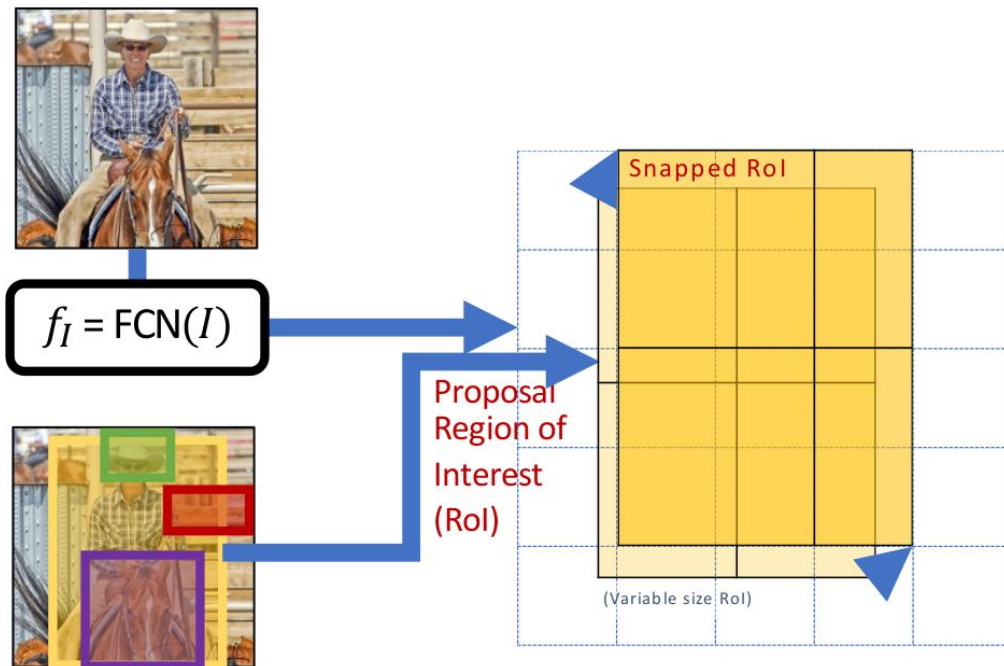 Snapped RoI
f_I = FCN(I)
Proposal
Region of
Interest
(RoI)
(Variable size RoI)